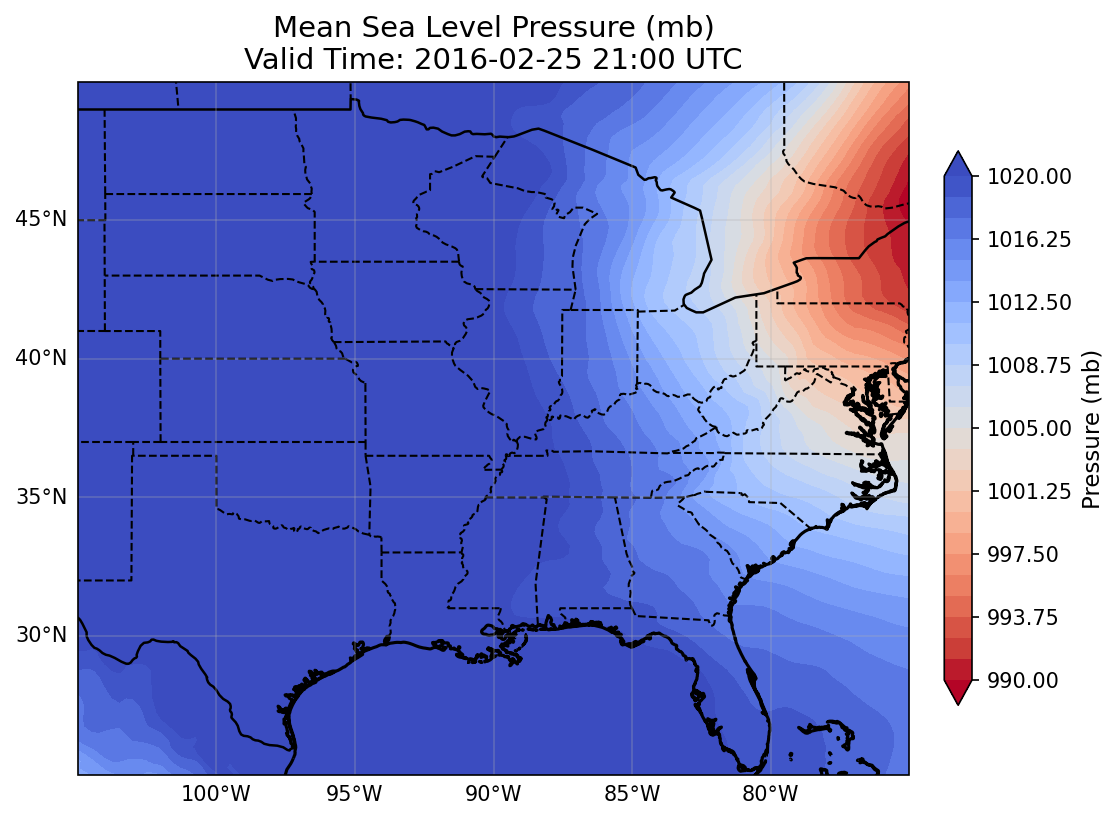 Mean Sea Level Pressure (mb)
Valid Time: 2016-02-25 21:00 UTC
45°N
40°N
35°N
30°N
100°W
95°W
90°W
85°W
80°W
1020.00
1016.25
1012.50
1008.75
1005.00
1001.25
997.50
993.75
990.00
Pressure (mb)